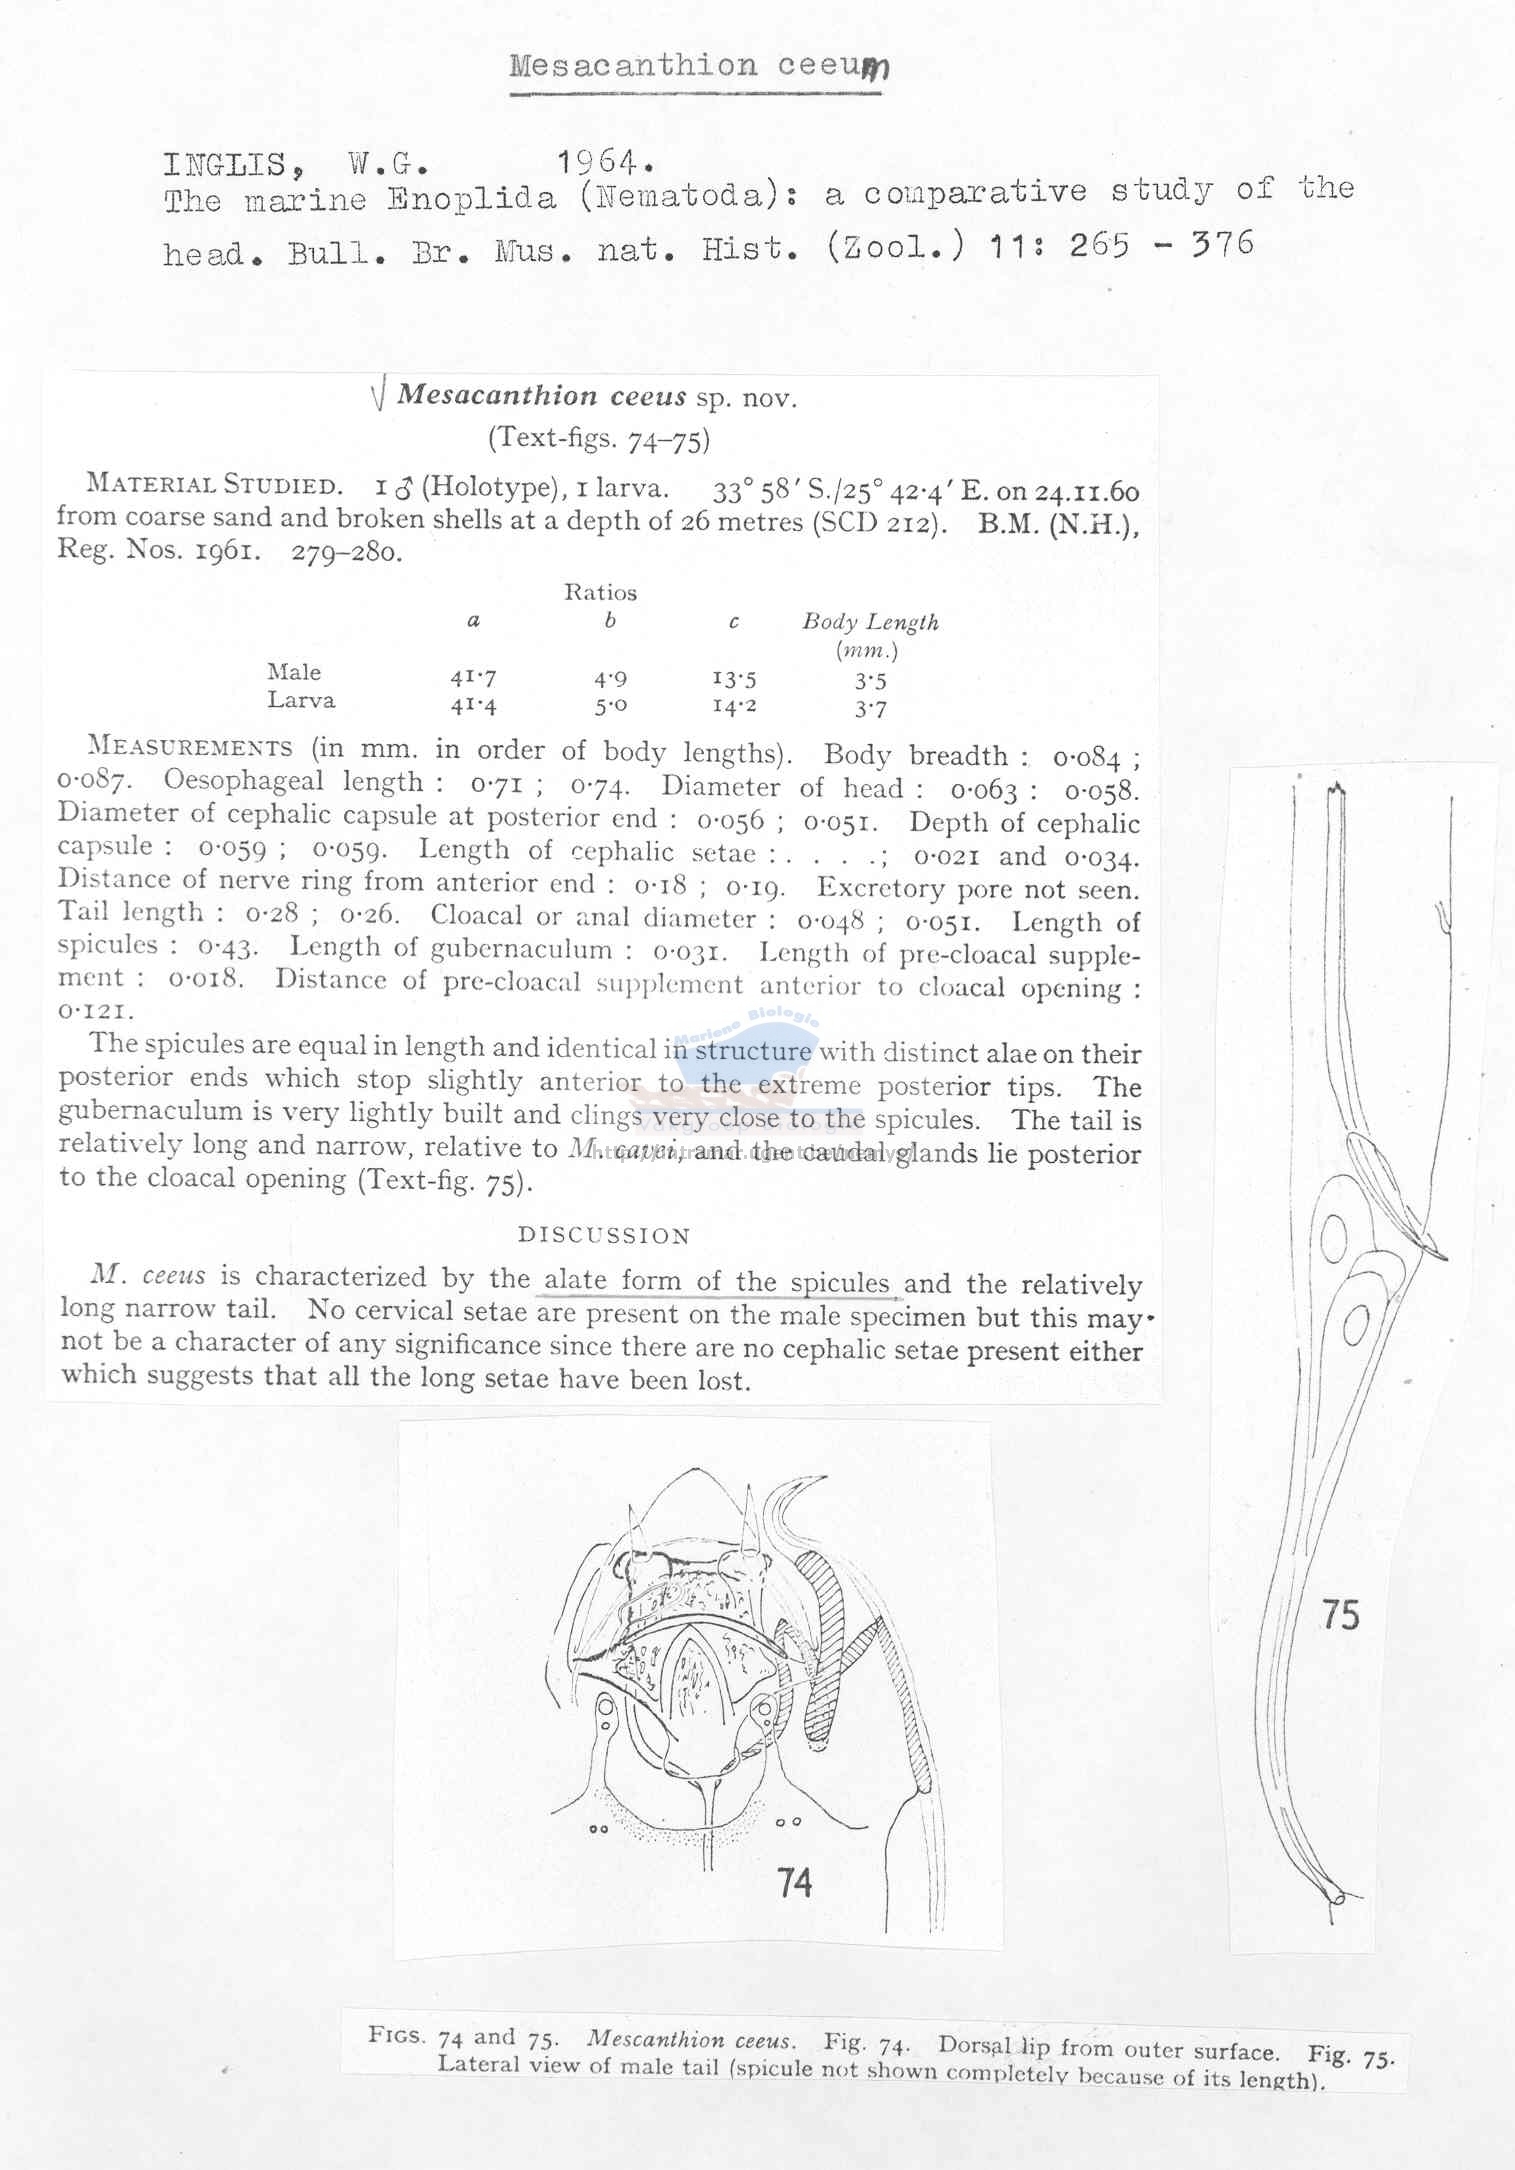 Mesacanthion ceeum
INGLIS, W.G. 1964.
The marine Enoplida (Nematoda): a comparative study of the
head. Bull. Br. Mus. nat. Hist. (Zool.) 11: 265 - 376
√ Mesacanthion ceeus sp. nov.
(Text-figs. 74–75)
MATERIAL STUDIED. 1 ♂ (Holotype), 1 larva. 33° 58′ S./25° 42·4′ E. on 24.11.60
from coarse sand and broken shells at a depth of 26 metres (SCD 212). B.M. (N.H.),
Reg. Nos. 1961. 279–280.
Ratios
a b c Body Length
(mm.)
Male 41·7 4·9 13·5 3·5
Larva 41·4 5·0 14·2 3·7
MEASUREMENTS (in mm. in order of body lengths). Body breadth : 0·084 ;
0·087. Oesophageal length : 0·71 ; 0·74. Diameter of head : 0·063 : 0·058.
Diameter of cephalic capsule at posterior end : 0·056 ; 0·051. Depth of cephalic
capsule : 0·059 ; 0·059. Length of cephalic setae : . . . .; 0·021 and 0·034.
Distance of nerve ring from anterior end : 0·18 ; 0·19. Excretory pore not seen.
Tail length : 0·28 ; 0·26. Cloacal or anal diameter : 0·048 ; 0·051. Length of
spicules : 0·43. Length of gubernaculum : 0·031. Length of pre-cloacal supple-
ment : 0·018. Distance of pre-cloacal supplement anterior to cloacal opening :
0·121.
Mariene Biologie
The spicules are equal in length and identical in structure with distinct alae on their
posterior ends which stop slightly anterior to the extreme posterior tips. The
gubernaculum is very lightly built and clings very close to the spicules. The tail is
Vakgroep Biologie
relatively long and narrow, relative to M. cavei, and the caudal glands lie posterior
to the cloacal opening (Text-fig. 75).
DISCUSSION
M. ceeus is characterized by the alate form of the spicules and the relatively
long narrow tail. No cervical setae are present on the male specimen but this may
not be a character of any significance since there are no cephalic setae present either
which suggests that all the long setae have been lost.
75
74
FIGS. 74 and 75. Mescanthion ceeus. Fig. 74. Dorsal lip from outer surface. Fig. 75.
Lateral view of male tail (spicule not shown completely because of its length).